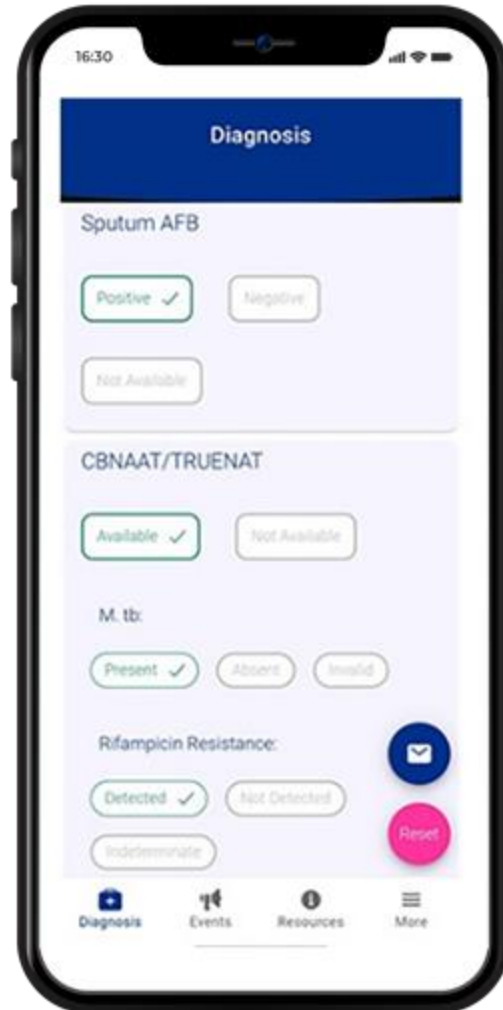 16:30
Diagnosis
Sputum AFB
Positive Negative
Not Available
CBNAAT/TRUENAT
Available Not Available
M. tb:
Present Absent Invalid
Rifampicin Resistance:
Detected Not Detected
Reset
Indeterminate
Diagnosis Events Resources More